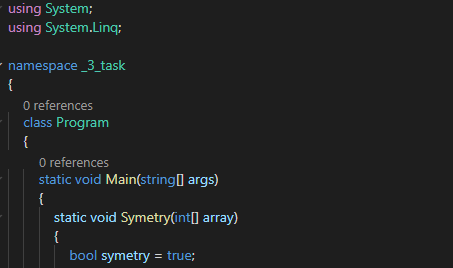 using System;
using System.Linq;
namespace _3_task
{
0 references
class Program
{
0 references
static void Main(string[] args)
{
static void Symetry(int[] array)
{
bool symetry = true;